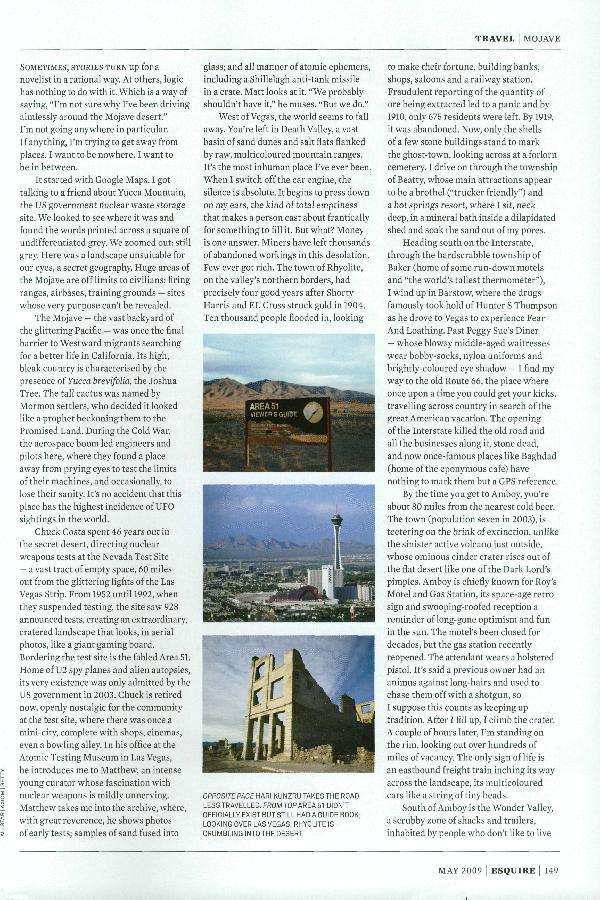 TRAVEL | MOJAVE
SOMETIMES, STORIES TURN up for a
novelist in a rational way. At others, logic
has nothing to do with it. Which is a way of
saying, "I'm not sure why I've been driving
aimlessly around the Mojave desert."
I'm not going anywhere in particular.
If anything, I'm trying to get away from
places. I want to be nowhere. I want to
be in between.
It started with Google Maps. I got
talking to a friend about Yucca Mountain,
the US government nuclear waste storage
site. We looked to see where it was and
found the words printed across a square of
undifferentiated grey. We zoomed out: still
grey. Here was a landscape unsuitable for
our eyes, a secret geography. Huge areas of
the Mojave are off limits to civilians: firing
ranges, airbases, training grounds — sites
whose very purpose can't be revealed.
The Mojave — the vast backyard of
the glittering Pacific — was once the final
barrier to Westward migrants searching
for a better life in California. Its high,
bleak country is characterised by the
presence of Yucca brevifolia, the Joshua
Tree. The tall cactus was named by
Mormon settlers, who decided it looked
like a prophet beckoning them to the
Promised Land. During the Cold War,
the aerospace boom led engineers and
pilots here, where they found a place
away from prying eyes to test the limits
of their machines, and occasionally, to
lose their sanity. It's no accident that this
place has the highest incidence of UFO
sightings in the world.
Chuck Costa spent 46 years out in
the secret desert, directing nuclear
weapons tests at the Nevada Test Site
— a vast tract of empty space, 60 miles
out from the glittering lights of the Las
Vegas Strip. From 1952 until 1992, when
they suspended testing, the site saw 928
announced tests, creating an extraordinary,
cratered landscape that looks, in aerial
photos, like a giant gaming board.
Bordering the test site is the fabled Area 51.
Home of U2 spy planes and alien autopsies,
its very existence was only admitted by the
US government in 2003. Chuck is retired
now, openly nostalgic for the community
at the test site, where there was once a
mini-city, complete with shops, cinemas,
even a bowling alley. In his office at the
Atomic Testing Museum in Las Vegas,
he introduces me to Matthew, an intense
young curator whose fascination with
nuclear weapons is mildly unnerving.
Matthew takes me into the archive, where,
with great reverence, he shows photos
of early tests; samples of sand fused into
glass; and all manner of atomic ephemera,
including a Shillelagh anti-tank missile
in a crate. Matt looks at it. "We probably
shouldn't have it," he muses. "But we do."
West of Vegas, the world seems to fall
away. You're left in Death Valley, a vast
basin of sand dunes and salt flats flanked
by raw, multicoloured mountain ranges.
It's the most inhuman place I've ever been.
When I switch off the car engine, the
silence is absolute. It begins to press down
on my ears, the kind of total emptiness
that makes a person cast about frantically
for something to fill it. But what? Money
is one answer. Miners have left thousands
of abandoned workings in this desolation.
Few ever got rich. The town of Rhyolite,
on the valley's northern borders, had
precisely four good years after Shorty
Harris and EL Cross struck gold in 1904.
Ten thousand people flooded in, looking
AREA 51
VIEWER'S GUIDE
OPPOSITE PAGE HARI KUNZRU TAKES THE ROAD
LESS TRAVELLED. FROM TOP AREA 51 DIDN'T
OFFICIALLY EXIST BUT STILL HAD A GUIDE BOOK;
LOOKING OVER LAS VEGAS; RHYOLITE IS
CRUMBLING INTO THE DESERT
to make their fortune, building banks,
shops, saloons and a railway station.
Fraudulent reporting of the quantity of
ore being extracted led to a panic and by
1910, only 675 residents were left. By 1919,
it was abandoned. Now, only the shells
of a few stone buildings stand to mark
the ghost-town, looking across at a forlorn
cemetery. I drive on through the township
of Beatty, whose main attractions appear
to be a brothel ("trucker friendly") and
a hot springs resort, where I sit, neck
deep, in a mineral bath inside a dilapidated
shed and soak the sand out of my pores.
Heading south on the Interstate,
through the hardscrabble township of
Baker (home of some run-down motels
and "the world's tallest thermometer"),
I wind up in Barstow, where the drugs
famously took hold of Hunter S Thompson
as he drove to Vegas to experience Fear
And Loathing. Past Peggy Sue's Diner
— whose blowsy middle-aged waitresses
wear bobby-socks, nylon uniforms and
brightly-coloured eye shadow — I find my
way to the old Route 66, the place where
once upon a time you could get your kicks,
travelling across country in search of the
great American vacation. The opening
of the Interstate killed the old road and
all the businesses along it, stone dead,
and now once-famous places like Baghdad
(home of the eponymous cafe) have
nothing to mark them but a GPS reference.
By the time you get to Amboy, you're
about 80 miles from the nearest cold beer.
The town (population seven in 2003), is
teetering on the brink of extinction, unlike
the sinister active volcano just outside,
whose ominous cinder crater rises out of
the flat desert like one of the Dark Lord's
pimples. Amboy is chiefly known for Roy's
Motel and Gas Station, its space-age retro
sign and swooping-roofed reception a
reminder of long-gone optimism and fun
in the sun. The motel's been closed for
decades, but the gas station recently
reopened. The attendant wears a holstered
pistol. It's said a previous owner had an
animus against long-hairs and used to
chase them off with a shotgun, so
I suppose this counts as keeping up
tradition. After I fill up, I climb the crater.
A couple of hours later, I'm standing on
the rim, looking out over hundreds of
miles of vacancy. The only sign of life is
an eastbound freight train inching its way
across the landscape, its multicoloured
cars like a string of tiny beads.
South of Amboy is the Wonder Valley,
a scrubby zone of shacks and trailers,
inhabited by people who don't like to live
MAY 2009 | ESQUIRE | 149